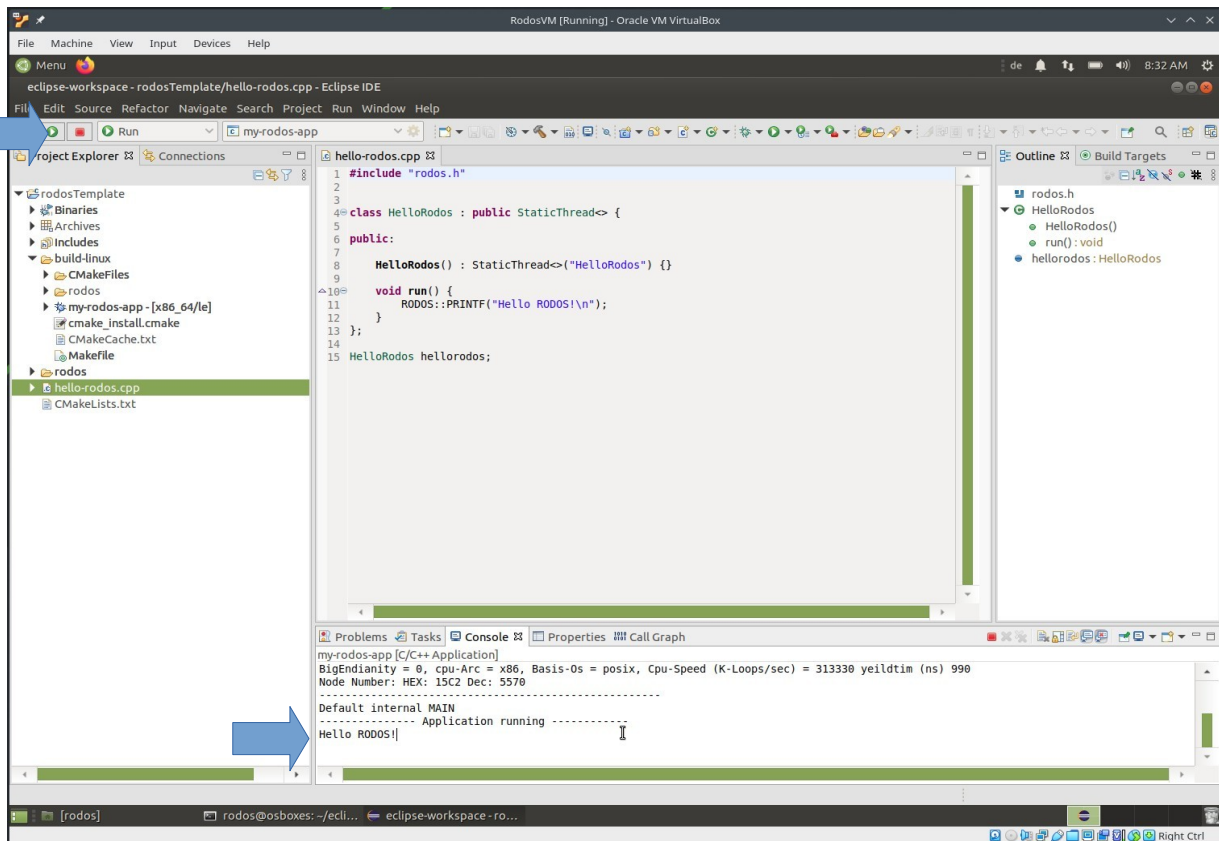 RodosVM [Running] - Oracle VM VirtualBox
File Machine View Input Devices Help
Menu de 8:32 AM
eclipse-workspace - rodosTemplate/hello-rodos.cpp - Eclipse IDE
Edit Source Refactor Navigate Search Project Run Window Help
Run my-rodos-app
Project Explorer Connections
rodosTemplate
Binaries
Archives
Includes
build-linux
CMakeFiles
rodos
my-rodos-app - [x86_64/le]
cmake_install.cmake
CMakeCache.txt
Makefile
rodos
hello-rodos.cpp
CMakeLists.txt
hello-rodos.cpp
1 #include "rodos.h"
2
3
4 class HelloRodos : public StaticThread<> {
5
6 public:
7
8 HelloRodos() : StaticThread<>("HelloRodos") {}
9
10 void run() {
11 RODOS::PRINTF("Hello RODOS!\n");
12 }
13 };
14
15 HelloRodos hellorodos;
Outline Build Targets
rodos.h
HelloRodos
HelloRodos()
run() : void
hellorodos : HelloRodos
Problems Tasks Console Properties Call Graph
my-rodos-app [C/C++ Application]
BigEndianity = 0, cpu-Arc = x86, Basis-Os = posix, Cpu-Speed (K-Loops/sec) = 313330 yeildtim (ns) 990
Node Number: HEX: 15C2 Dec: 5570
-----------------------------------------------------
Default internal MAIN
--------------- Application running ------------
Hello RODOS!
[rodos] rodos@osboxes: ~/ecli... eclipse-workspace - ro...
Right Ctrl